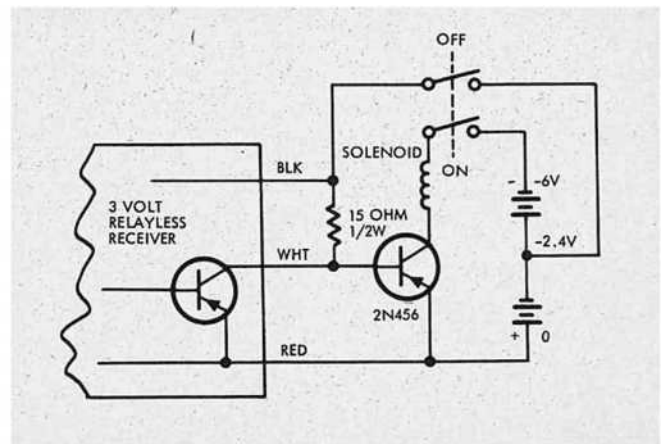 OFF
SOLENOID
ON
BLK
3 VOLT
RELAYLESS
RECEIVER
15 OHM
1/2W
WHT
2N456
RED
- -6V
-2.4V
+ 0